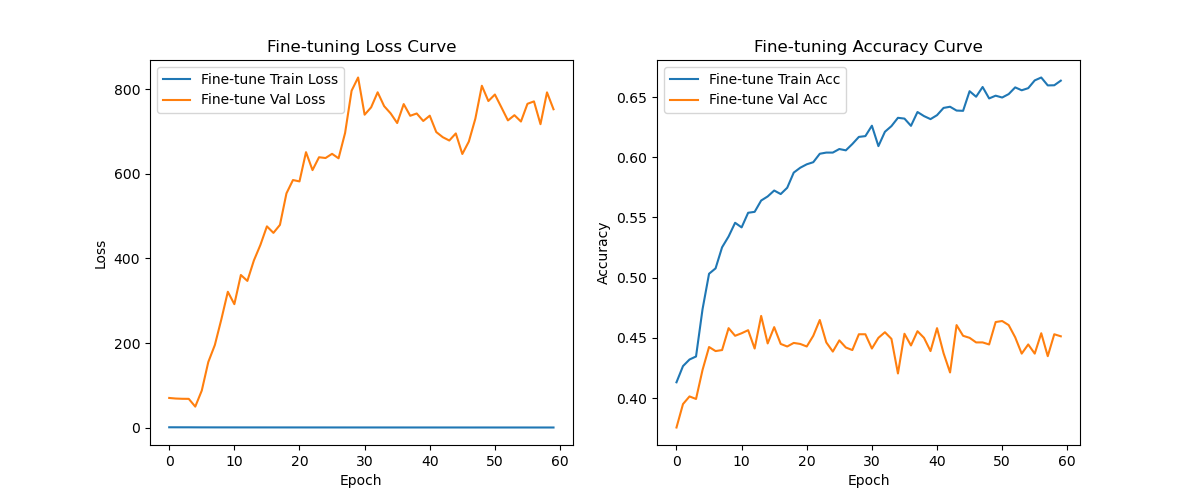 Fine-tuning Loss Curve
Fine-tune Train Loss
Fine-tune Val Loss
800
600
400
200
0
Loss
0 10 20 30 40 50 60
Epoch
Fine-tuning Accuracy Curve
Fine-tune Train Acc
Fine-tune Val Acc
0.65
0.60
0.55
0.50
0.45
0.40
Accuracy
0 10 20 30 40 50 60
Epoch